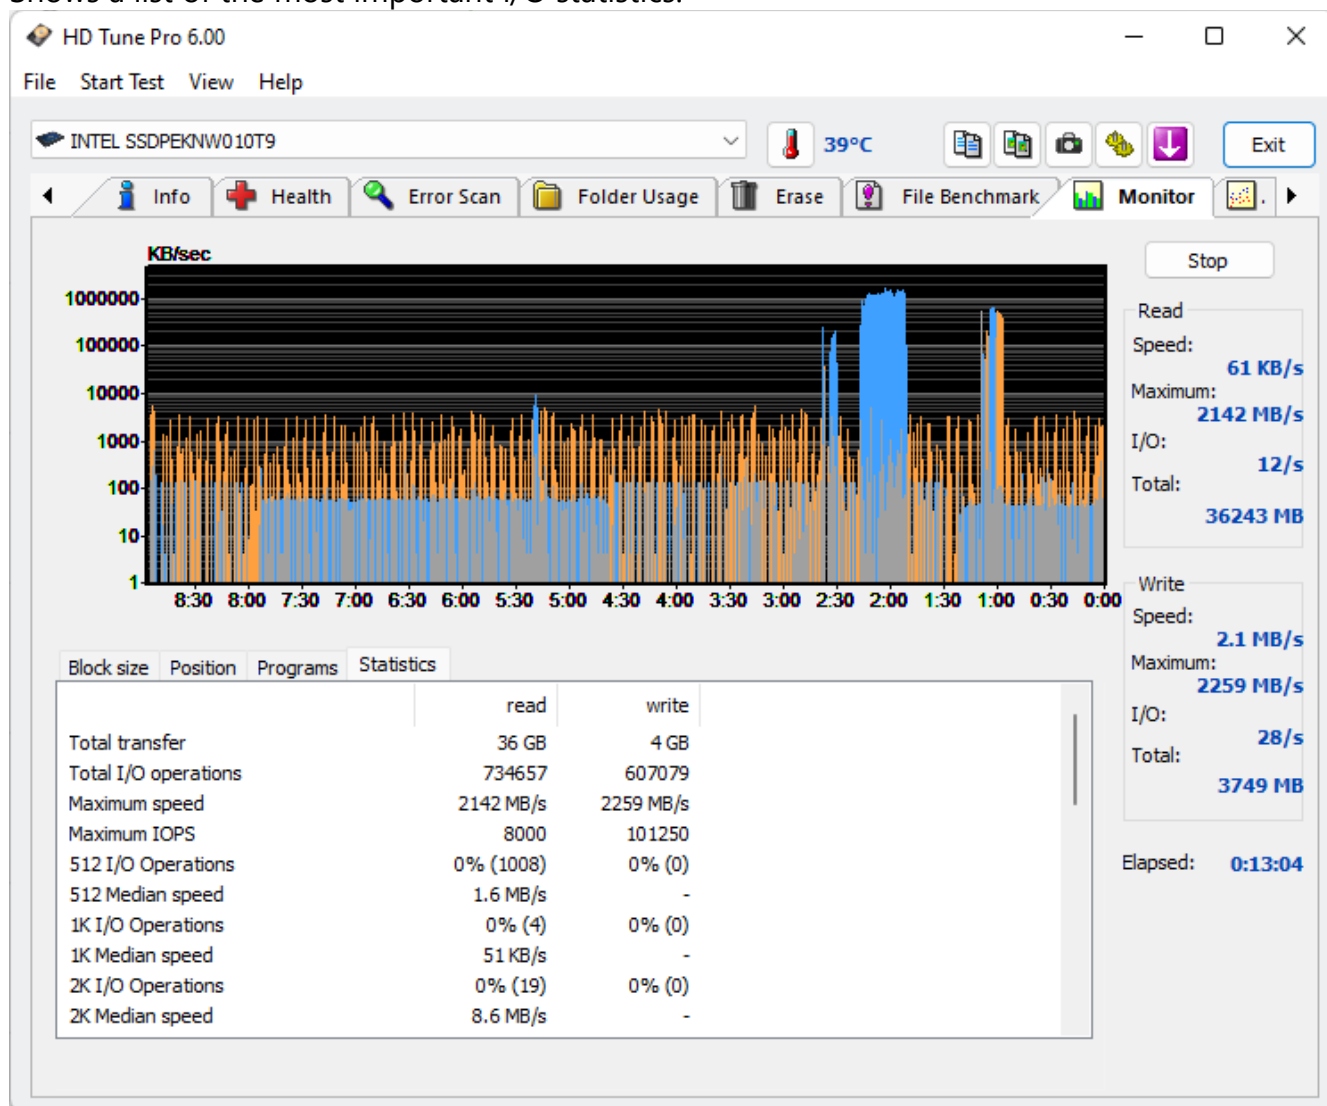 Shows a list of the most important I/O statistics.
HD Tune Pro 6.00
File Start Test View Help
INTEL SSDPEKNW010T9
39°C
Exit
Info Health Error Scan Folder Usage Erase File Benchmark Monitor .
KB/sec
Stop
1000000
100000
10000
1000
100
10
1
8:30 8:00 7:30 7:00 6:30 6:00 5:30 5:00 4:30 4:00 3:30 3:00 2:30 2:00 1:30 1:00 0:30 0:00
Read
Speed:
61 KB/s
Maximum:
2142 MB/s
I/O:
12/s
Total:
36243 MB
Write
Speed:
2.1 MB/s
Maximum:
2259 MB/s
I/O:
28/s
Total:
3749 MB
Elapsed: 0:13:04
Block size Position Programs Statistics
read write
Total transfer 36 GB 4 GB
Total I/O operations 734657 607079
Maximum speed 2142 MB/s 2259 MB/s
Maximum IOPS 8000 101250
512 I/O Operations 0% (1008) 0% (0)
512 Median speed 1.6 MB/s -
1K I/O Operations 0% (4) 0% (0)
1K Median speed 51 KB/s -
2K I/O Operations 0% (19) 0% (0)
2K Median speed 8.6 MB/s -